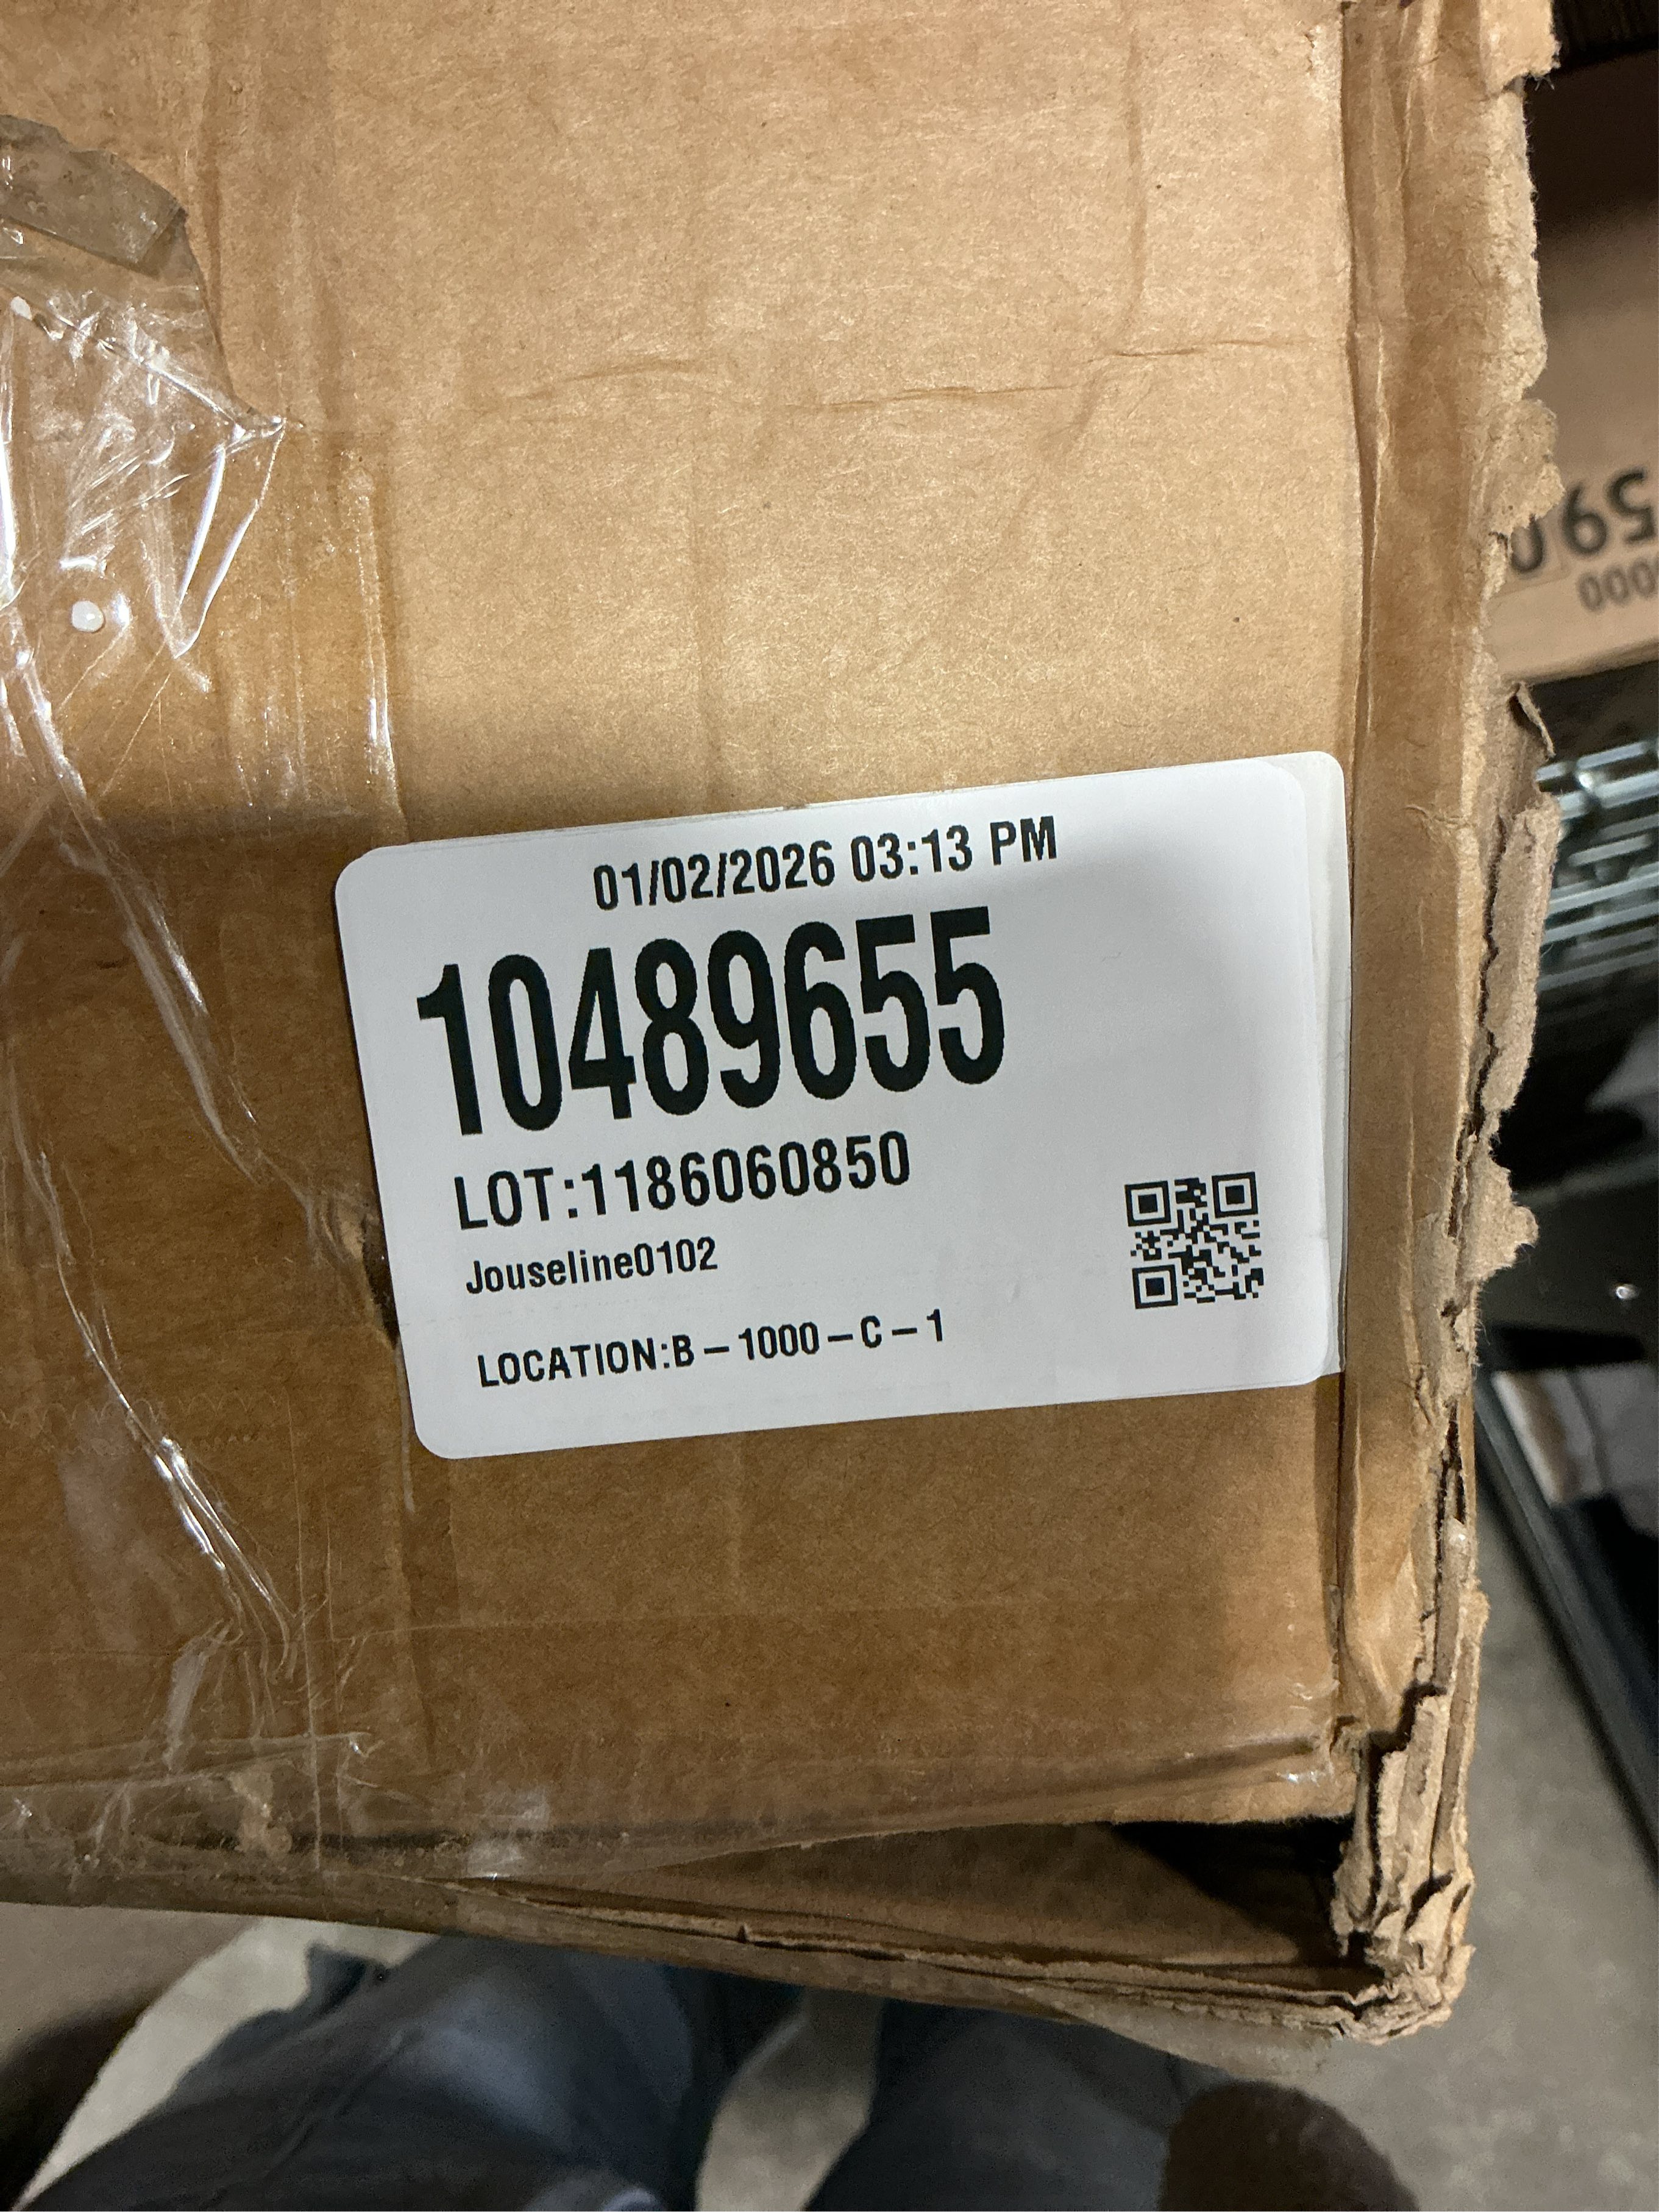 01/02/2026 03:13 PM
10489655
LOT:1186060850
Jouseline0102
LOCATION:B – 1000 – C – 1